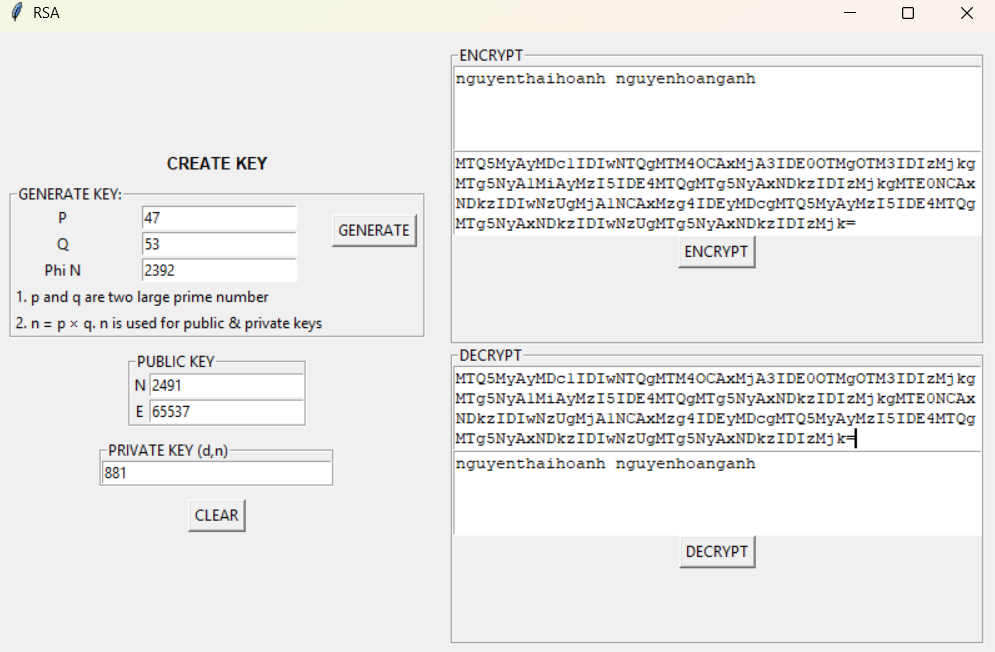 RSA
CREATE KEY
GENERATE KEY:
P 47
Q 53
Phi N 2392
GENERATE
1. p and q are two large prime number
2. n = p × q. n is used for public & private keys
PUBLIC KEY
N 2491
E 65537
PRIVATE KEY (d,n)
881
CLEAR
ENCRYPT
nguyenthaihoanh nguyenhoanganh
MTQ5MyAyMDc1IDIwNTQgMTM4OCAxMjA3IDE0OTMgOTM3IDIzMjkg
MTg5NyA1MiAyMzI5IDE4MTQgMTg5NyAxNDkzIDIzMjkgMTE0NCAx
NDkzIDIwNzUgMjA1NCAxMzg4IDEyMDcgMTQ5MyAyMzI5IDE4MTQg
MTg5NyAxNDkzIDIwNzUgMTg5NyAxNDkzIDIzMjk=
ENCRYPT
DECRYPT
MTQ5MyAyMDc1IDIwNTQgMTM4OCAxMjA3IDE0OTMgOTM3IDIzMjkg
MTg5NyA1MiAyMzI5IDE4MTQgMTg5NyAxNDkzIDIzMjkgMTE0NCAx
NDkzIDIwNzUgMjA1NCAxMzg4IDEyMDcgMTQ5MyAyMzI5IDE4MTQg
MTg5NyAxNDkzIDIwNzUgMTg5NyAxNDkzIDIzMjk=
nguyenthaihoanh nguyenhoanganh
DECRYPT